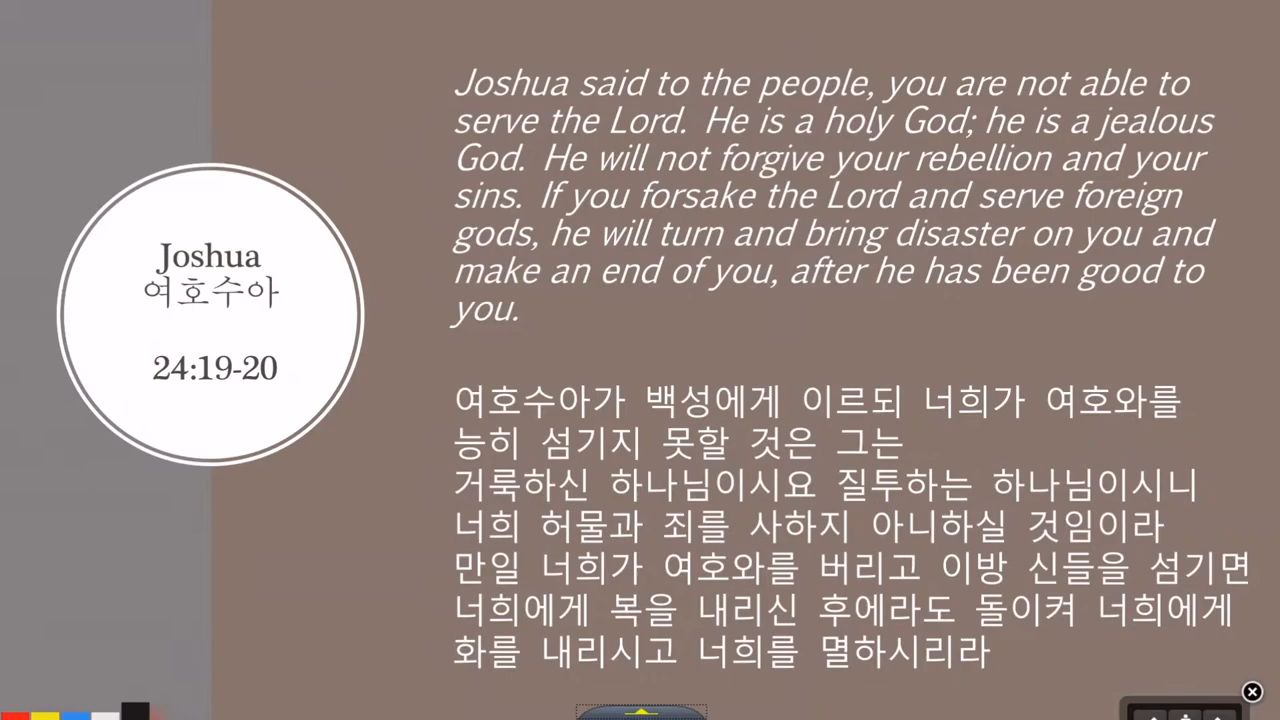 Joshua
여호수아
24:19-20
Joshua said to the people, you are not able to
serve the Lord. He is a holy God; he is a jealous
God. He will not forgive your rebellion and your
sins. If you forsake the Lord and serve foreign
gods, he will turn and bring disaster on you and
make an end of you, after he has been good to
you.
여호수아가 백성에게 이르되 너희가 여호와를
능히 섬기지 못할 것은 그는
거룩하신 하나님이시요 질투하는 하나님이시니
너희 허물과 죄를 사하지 아니하실 것임이라
만일 너희가 여호와를 버리고 이방 신들을 섬기면
너희에게 복을 내리신 후에라도 돌이켜 너희에게
화를 내리시고 너희를 멸하시리라